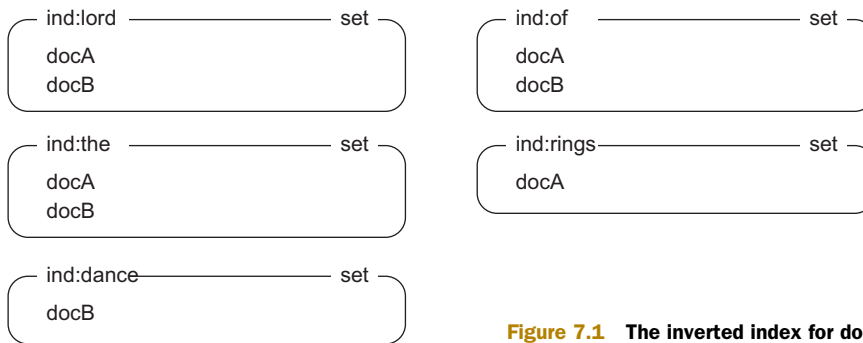 ind:lord set
docA
docB
ind:of set
docA
docB
ind:the set
docA
docB
ind:rings set
docA
ind:dance set
docB
Figure 7.1 The inverted index for do